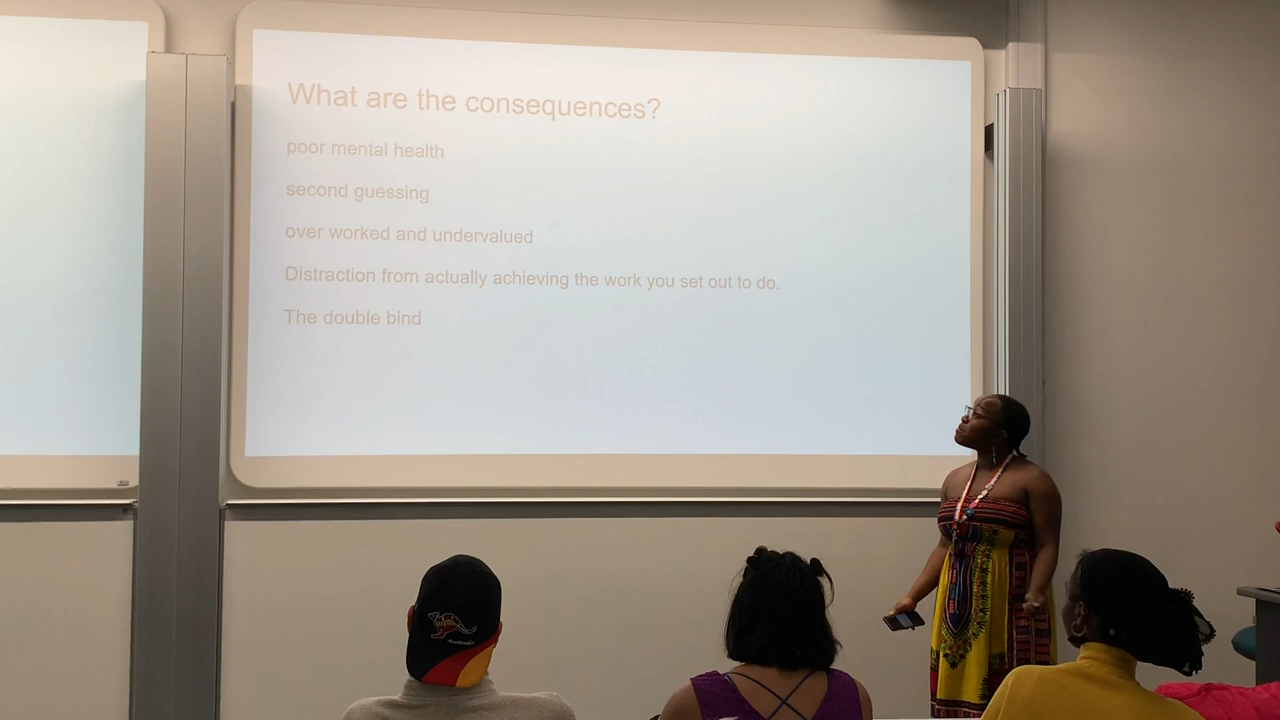 What are the consequences?
poor mental health
second guessing
over worked and undervalued
Distraction from actually achieving the work you set out to do.
The double bind
Australia